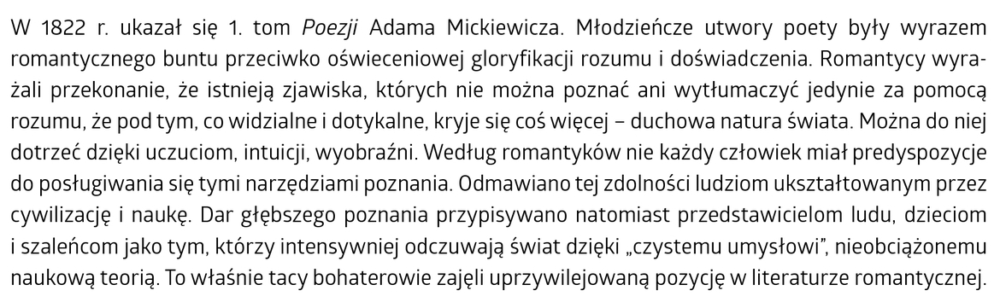 W 1822 r. ukazał się 1. tom Poezji Adama Mickiewicza. Młodzieńcze utwory poety były wyrazem
romantycznego buntu przeciwko oświeceniowej gloryfikacji rozumu i doświadczenia. Romantycy wyra-
żali przekonanie, że istnieją zjawiska, których nie można poznać ani wytłumaczyć jedynie za pomocą
rozumu, że pod tym, co widzialne i dotykalne, kryje się coś więcej – duchowa natura świata. Można do niej
dotrzeć dzięki uczuciom, intuicji, wyobraźni. Według romantyków nie każdy człowiek miał predyspozycje
do posługiwania się tymi narzędziami poznania. Odmawiano tej zdolności ludziom ukształtowanym przez
cywilizację i naukę. Dar głębszego poznania przypisywano natomiast przedstawicielom ludu, dzieciom
i szaleńcom jako tym, którzy intensywniej odczuwają świat dzięki „czystemu umysłowi”, nieobciążonemu
naukową teorią. To właśnie tacy bohaterowie zajęli uprzywilejowaną pozycję w literaturze romantycznej.